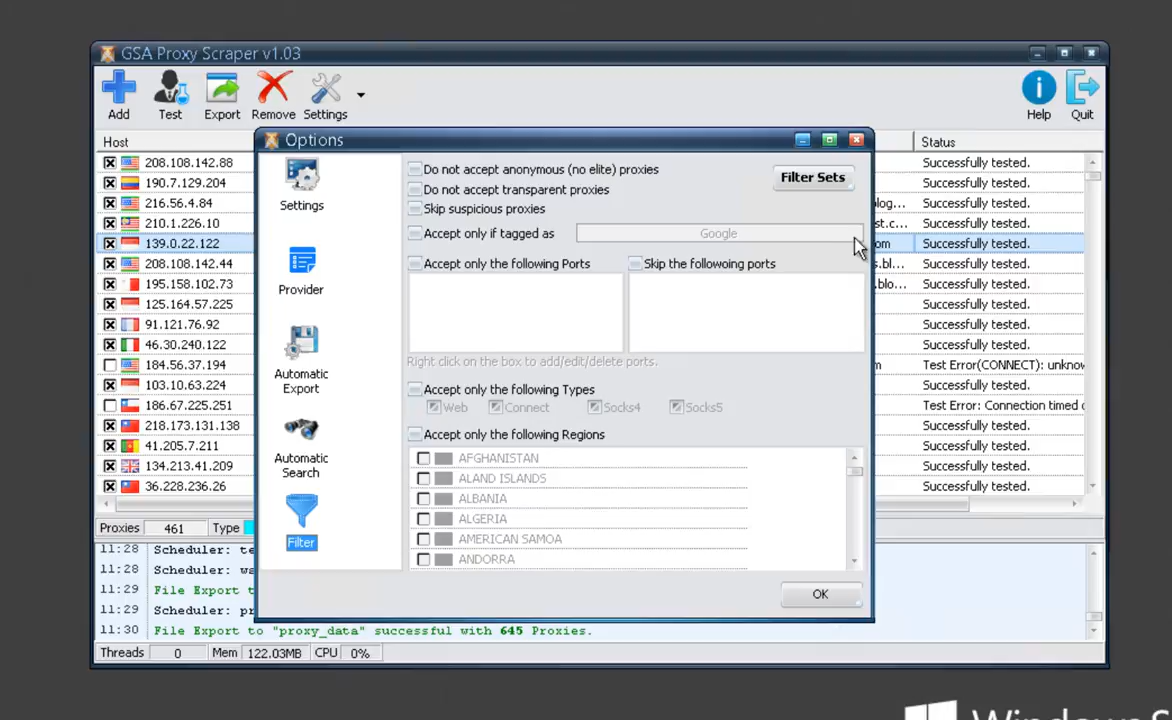 GSA Proxy Scraper v1.03
Add Test Export Remove Settings Help Quit
Host Status
Options
208.108.142.88 Successfully tested.
190.7.129.204 Successfully tested.
216.56.4.84 log... Successfully tested.
210.1.226.10 st.c... Successfully tested.
139.0.22.122 om Successfully tested.
208.108.142.44 s.bl... Successfully tested.
195.158.102.73 .blo... Successfully tested.
125.164.57.225 Successfully tested.
91.121.76.92 Successfully tested.
46.30.240.122 Successfully tested.
184.56.37.194 m Test Error(CONNECT): unknow
103.10.63.224 Successfully tested.
186.67.225.251 Test Error: Connection timed
218.173.131.138 Successfully tested.
41.205.7.211 Successfully tested.
134.213.41.209 Successfully tested.
36.228.236.26 Successfully tested.
Settings
Provider
Automatic
Export
Automatic
Search
Filter
Do not accept anonymous (no elite) proxies
Filter Sets
Do not accept transparent proxies
Skip suspicious proxies
Accept only if tagged as Google
Accept only the following Ports Skip the followoing ports
Right click on the box to add/edit/delete ports.
Accept only the following Types
Web Connect Socks4 Socks5
Accept only the following Regions
AFGHANISTAN
ALAND ISLANDS
ALBANIA
ALGERIA
AMERICAN SAMOA
ANDORRA
OK
Proxies 461 Type
11:28 Scheduler: te
11:28 Scheduler: wa
11:29 File Export t
11:29 Scheduler: pr
11:30 File Export to "proxy_data" successful with 645 Proxies.
Threads 0 Mem 122.03MB CPU 0%